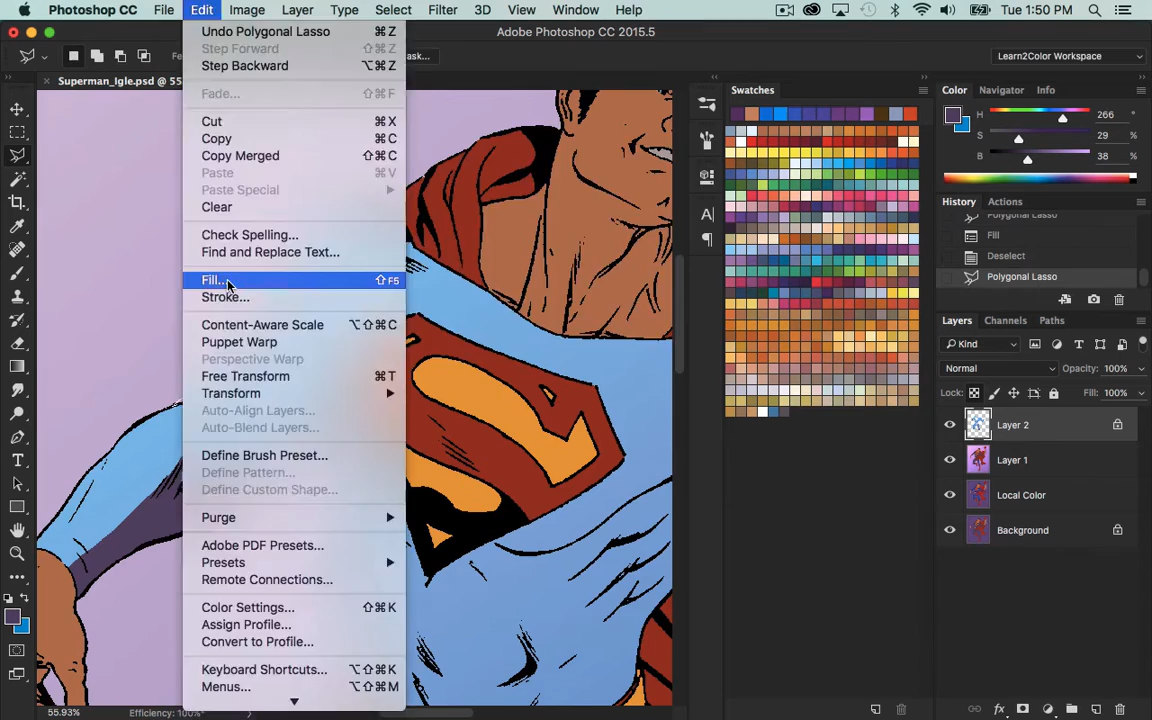 Photoshop CC File Edit Image Layer Type Select Filter 3D View Window Help Tue 1:50 PM
Adobe Photoshop CC 2015.5
Learn2Color Workspace
Superman_Igle.psd @ 55
Undo Polygonal Lasso ⌘Z
Step Forward ⇧⌘Z
Step Backward ⌥⌘Z
Fade... ⇧⌘F
Cut ⌘X
Copy ⌘C
Copy Merged ⇧⌘C
Paste ⌘V
Paste Special
Clear
Check Spelling...
Find and Replace Text...
Fill... ⇧F5
Stroke...
Content-Aware Scale ⌥⇧⌘C
Puppet Warp
Perspective Warp
Free Transform ⌘T
Transform
Auto-Align Layers...
Auto-Blend Layers...
Define Brush Preset...
Define Pattern...
Define Custom Shape...
Purge
Adobe PDF Presets...
Presets
Remote Connections...
Color Settings... ⇧⌘K
Assign Profile...
Convert to Profile...
Keyboard Shortcuts... ⌥⇧⌘K
Menus... ⌥⇧⌘M
55.93% Efficiency: 100%*
Swatches
Color Navigator Info
H 266 °
S 29 %
B 38 %
History Actions
Polygonal Lasso
Fill
Deselect
Polygonal Lasso
Layers Channels Paths
Kind
Normal Opacity: 100%
Lock: Fill: 100%
Layer 2
Layer 1
Local Color
Background
fx